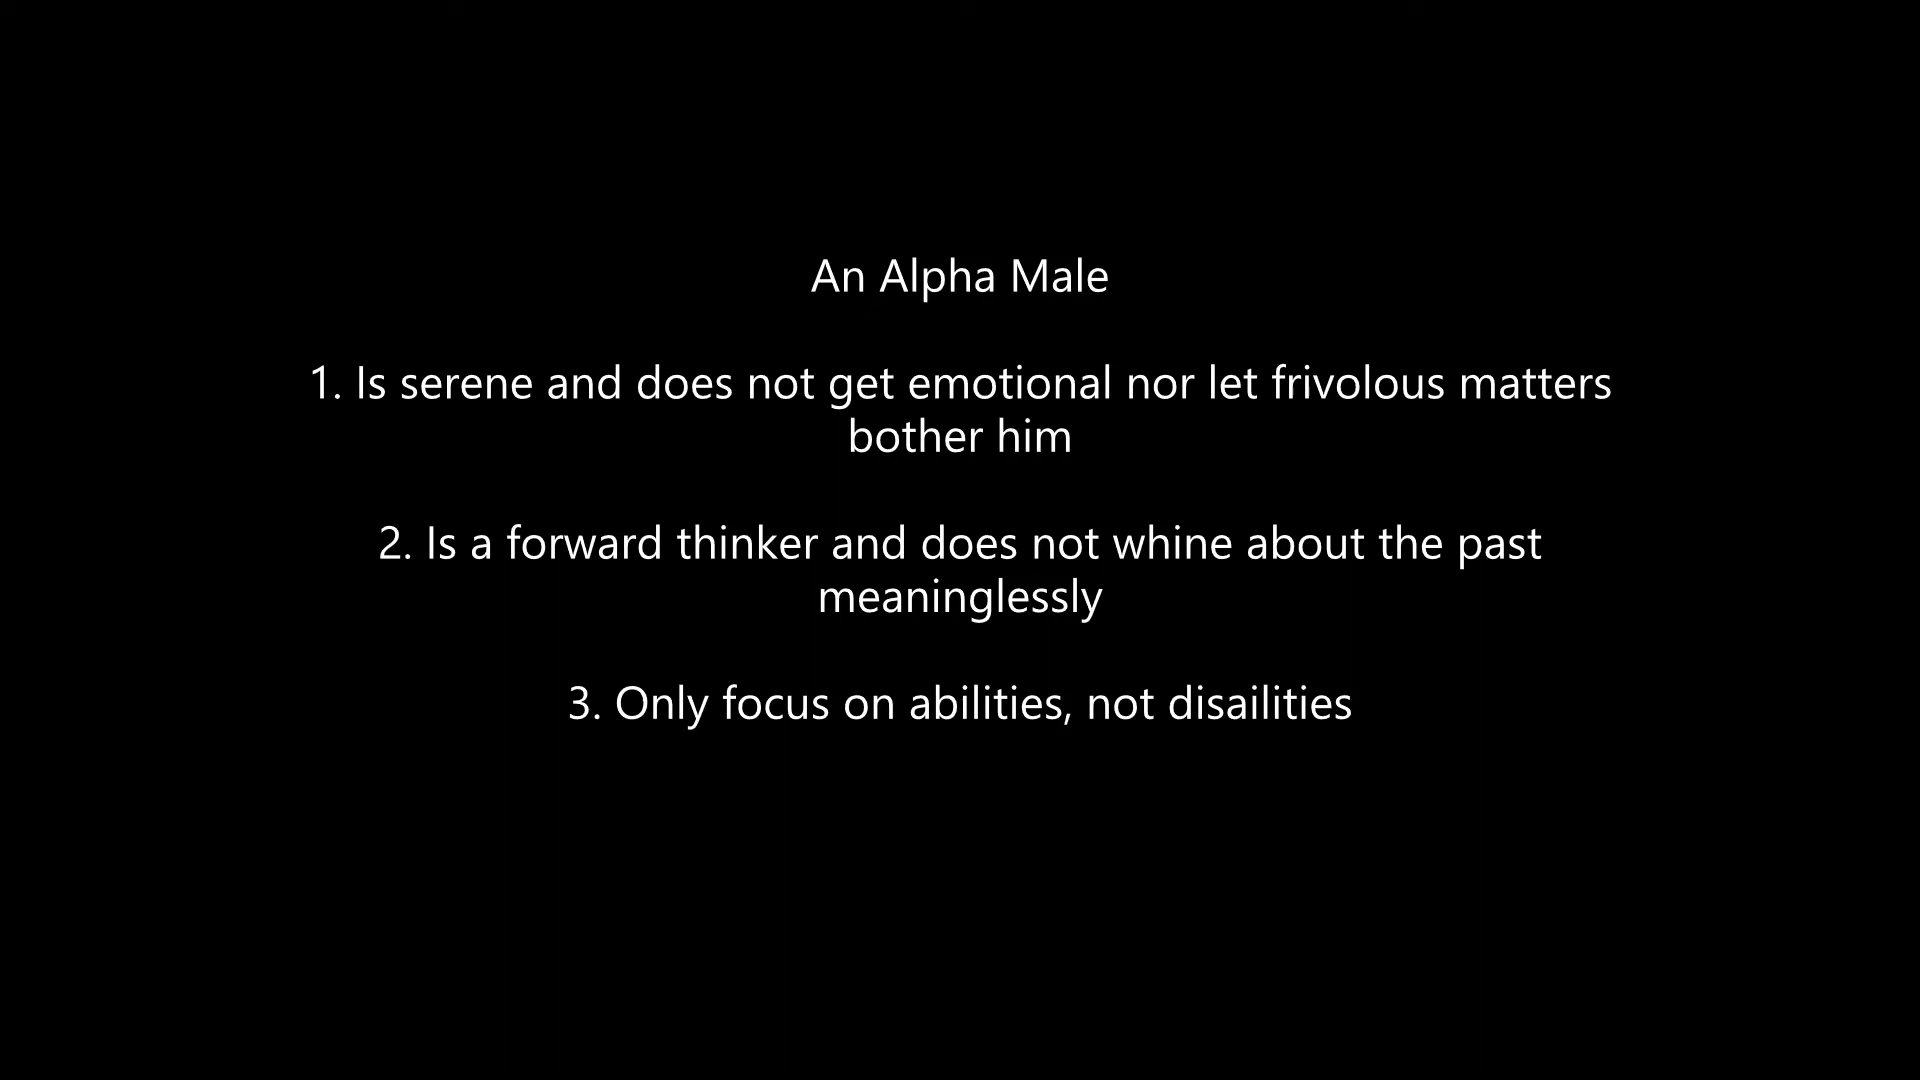 An Alpha Male
1. Is serene and does not get emotional nor let frivolous matters
bother him
2. Is a forward thinker and does not whine about the past
meaninglessly
3. Only focus on abilities, not disailities